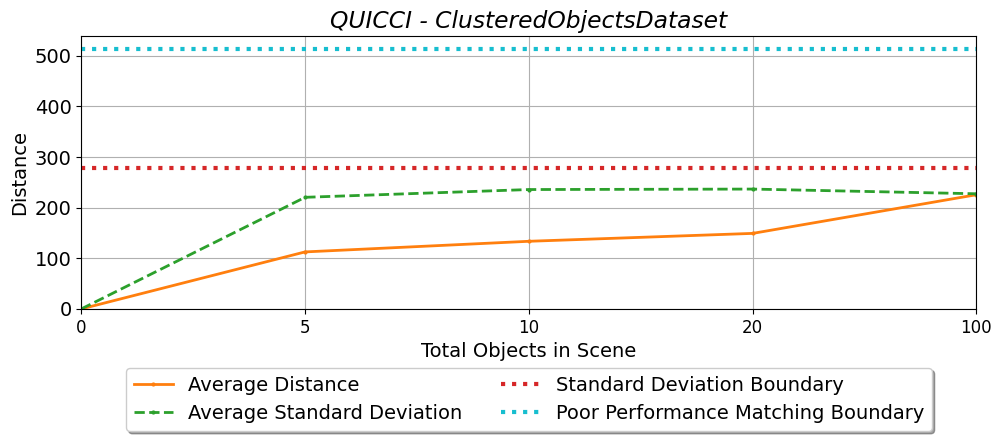 QUICCI - ClusteredObjectsDataset
500
400
300
200
100
0
Distance
0 5 10 20 100
Total Objects in Scene
Average Distance
Average Standard Deviation
Standard Deviation Boundary
Poor Performance Matching Boundary